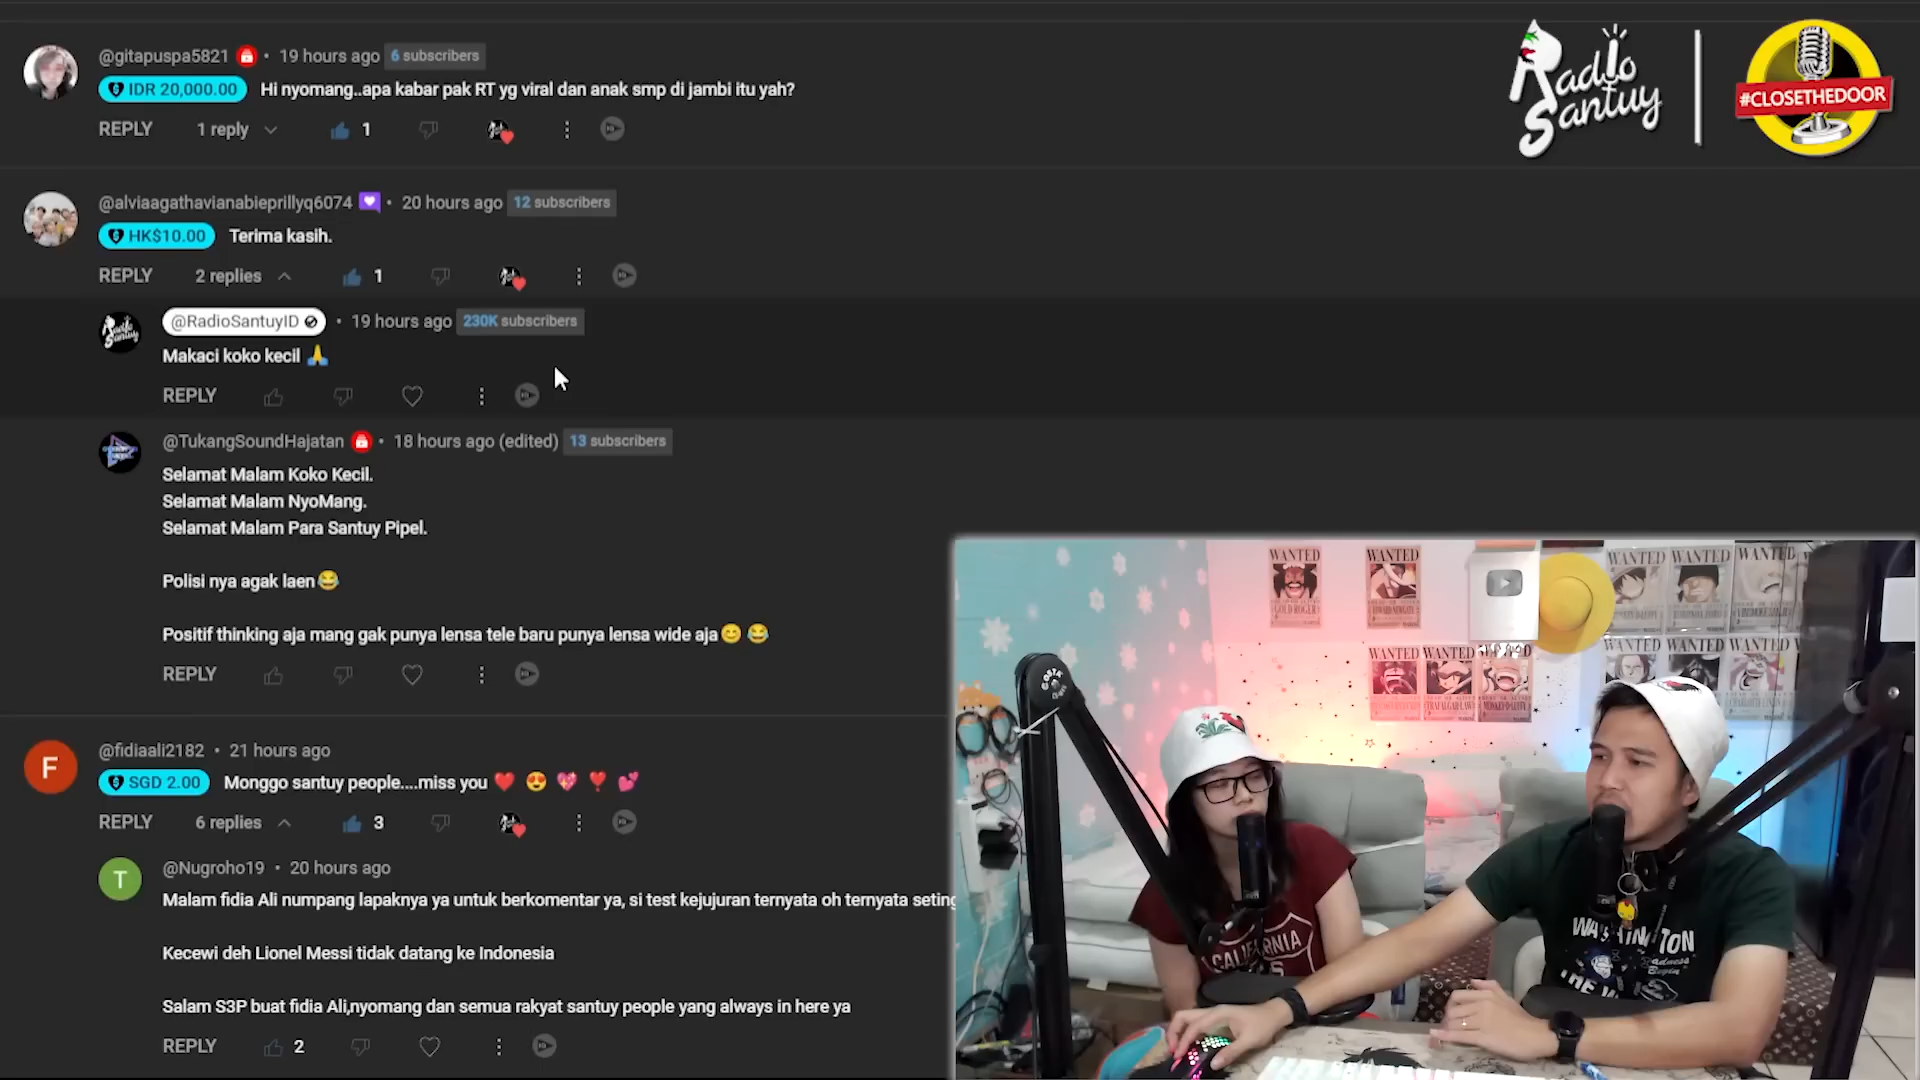 @gitapuspa5821 • 19 hours ago 6 subscribers
IDR 20,000.00 Hi nyomang..apa kabar pak RT yg viral dan anak smp di jambi itu yah?
REPLY 1 reply 1
Radio
Santuy
#CLOSETHEDOOR
@alviaagathavianabieprillyq6074 • 20 hours ago 12 subscribers
HK$10.00 Terima kasih.
REPLY 2 replies 1
@RadioSantuyID • 19 hours ago 230K subscribers
Makaci koko kecil 🙏
REPLY
@TukangSoundHajatan • 18 hours ago (edited) 13 subscribers
Selamat Malam Koko Kecil.
Selamat Malam NyoMang.
Selamat Malam Para Santuy Pipel.
Polisi nya agak laen😂
Positif thinking aja mang gak punya lensa tele baru punya lensa wide aja😊😂
REPLY
F
@fidiaali2182 • 21 hours ago
SGD 2.00 Monggo santuy people....miss you ❤️ 😍 💖 ❣️ 💕
REPLY 6 replies 3
T
@Nugroho19 • 20 hours ago
Malam fidia Ali numpang lapaknya ya untuk berkomentar ya, si test kejujuran ternyata oh ternyata seting
Kecewi deh Lionel Messi tidak datang ke Indonesia
Salam S3P buat fidia Ali,nyomang dan semua rakyat santuy people yang always in here ya
REPLY 2
WANTED
GOLD ROGER
WANTED
WANTED
WANTED
WANTED
WANTED
WANTED
WANTED
WANTED
WANTED
CALIFORNIA
WASHINGTON